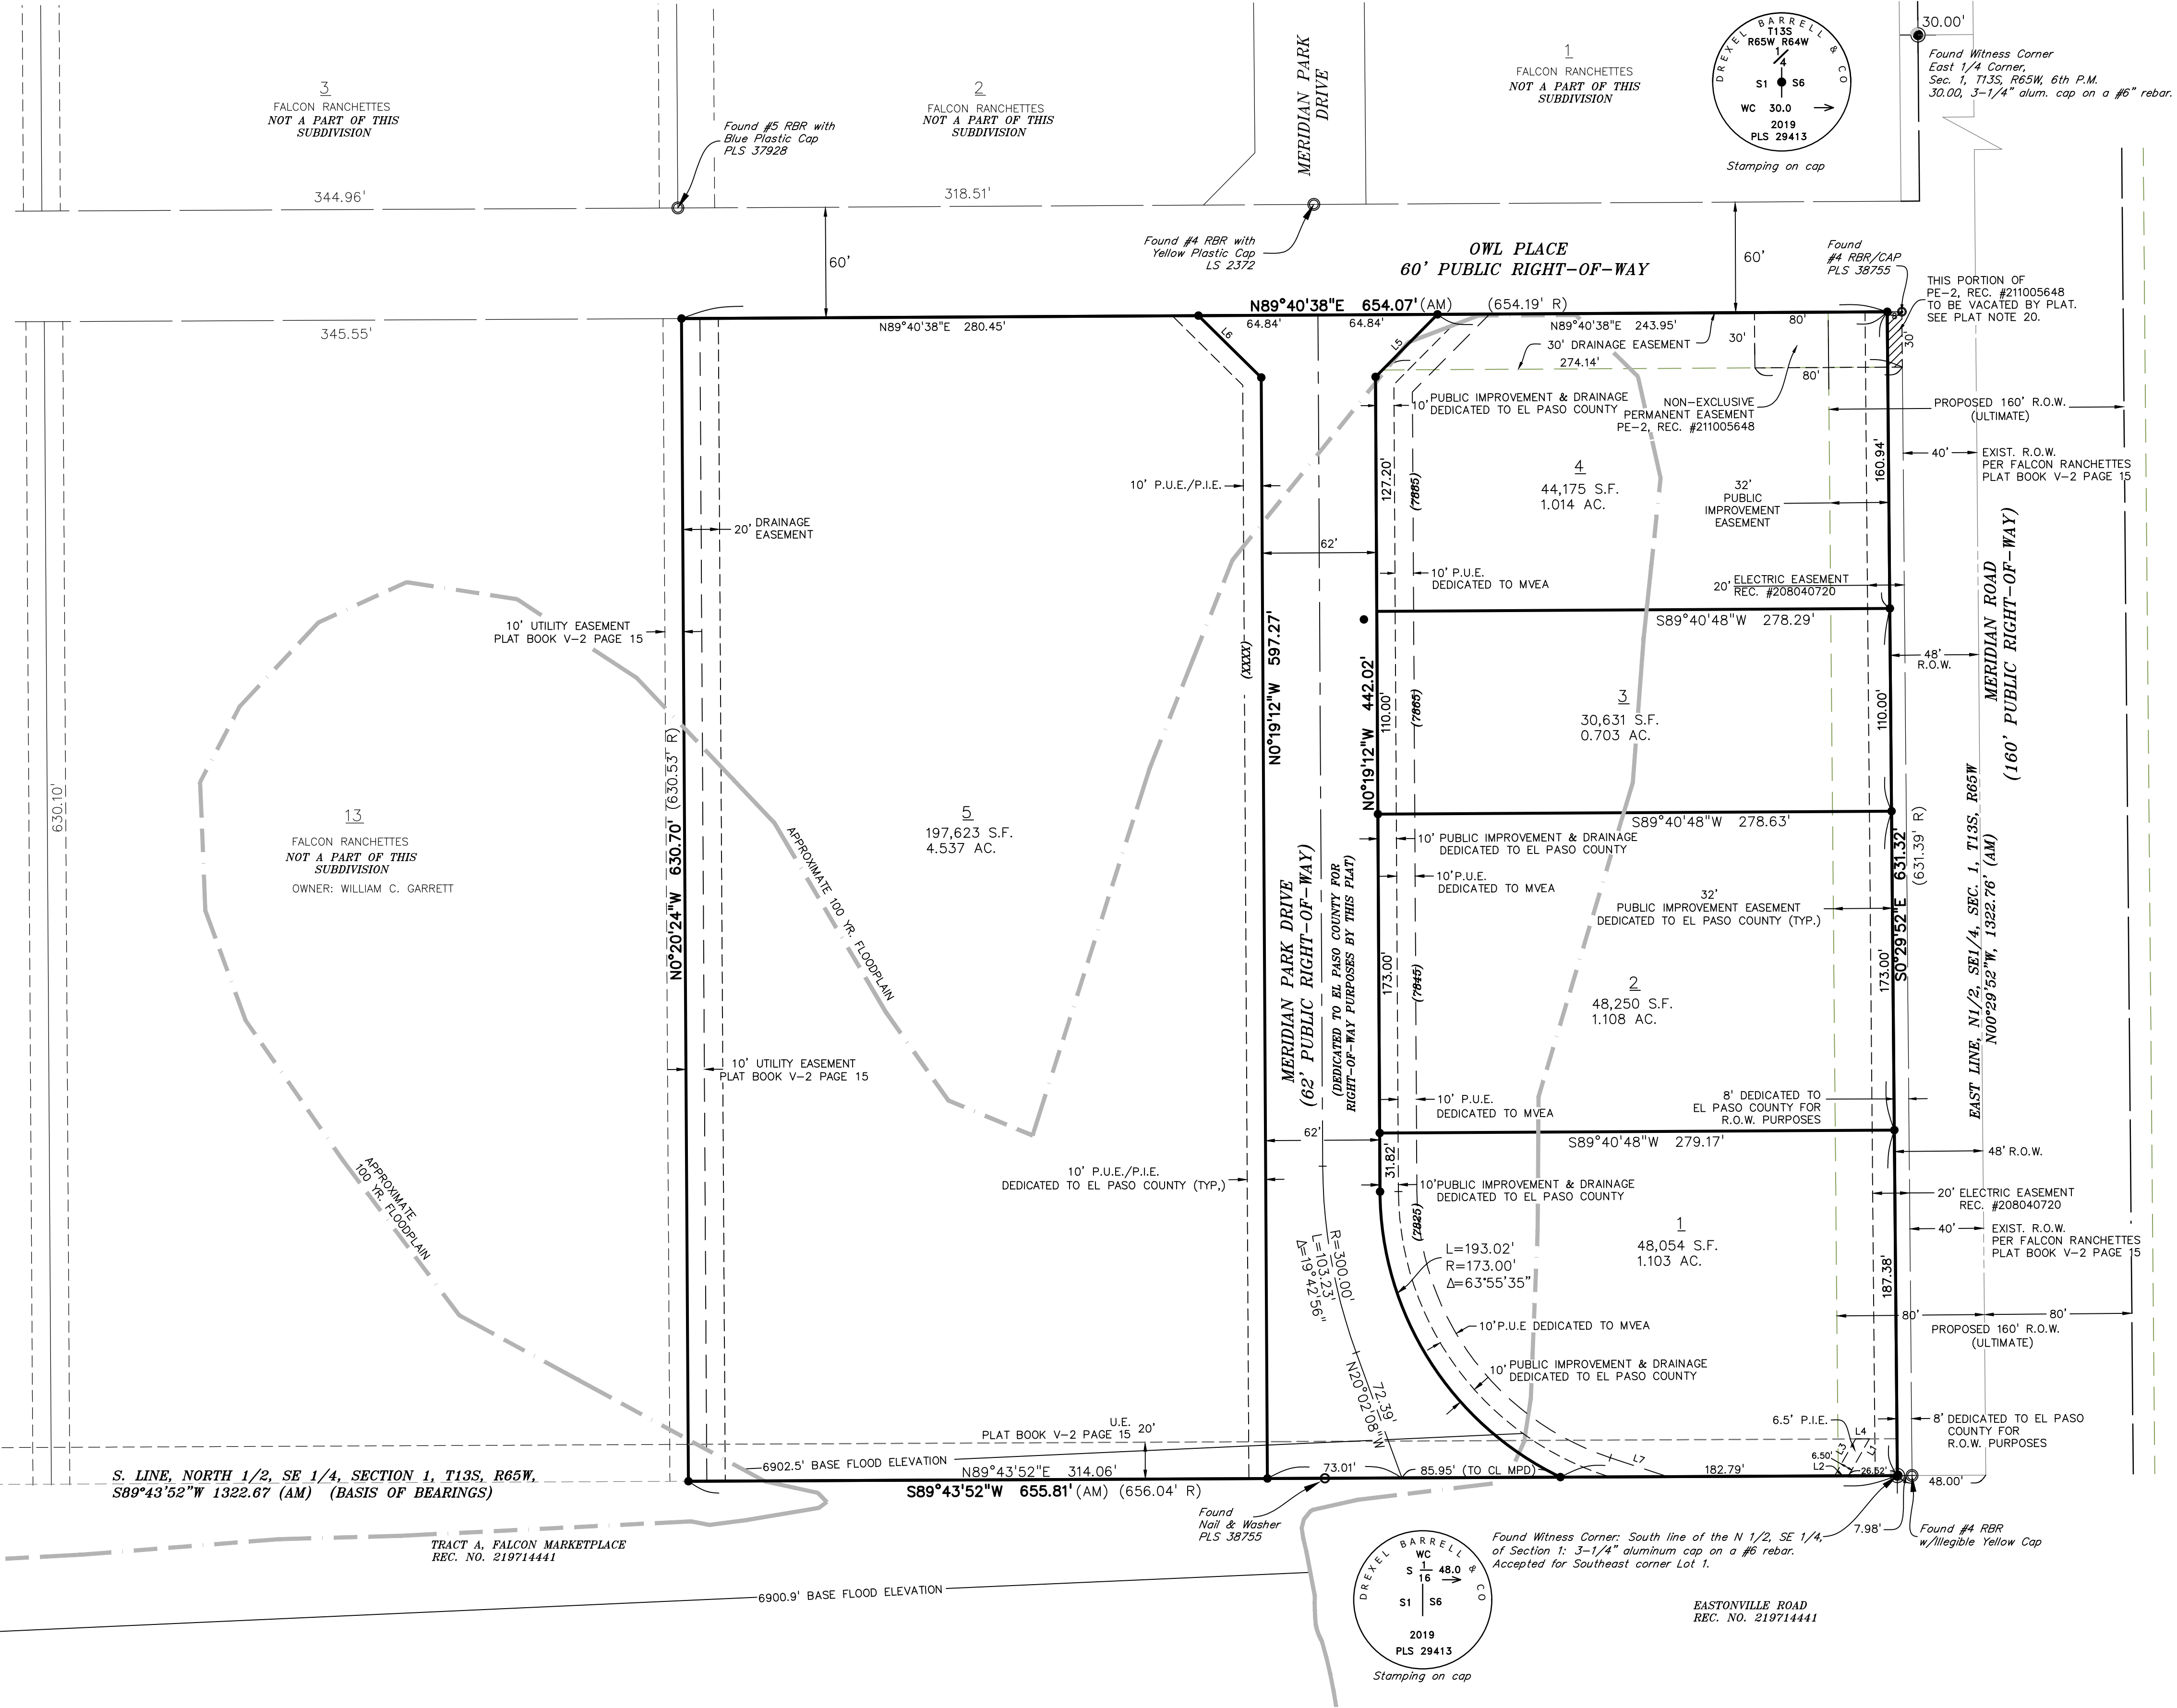 3
FALCON RANCHETTES
NOT A PART OF THIS
SUBDIVISION
344.96'
Found #5 RBR with
Blue Plastic Cap
PLS 37928
2
FALCON RANCHETTES
NOT A PART OF THIS
SUBDIVISION
318.51'
MERIDIAN PARK
DRIVE
1
FALCON RANCHETTES
NOT A PART OF THIS
SUBDIVISION
DREXEL BARRELL & CO
T13S
R65W R64W
1/4
S1 S6
WC 30.0
2019
PLS 29413
Stamping on cap
30.00'
Found Witness Corner
East 1/4 Corner,
Sec. 1, T13S, R65W, 6th P.M.
30.00, 3-1/4" alum. cap on a #6" rebar.
60'
Found #4 RBR with
Yellow Plastic Cap
LS 2372
OWL PLACE
60' PUBLIC RIGHT-OF-WAY
60'
Found
#4 RBR/CAP
PLS 38755
THIS PORTION OF
PE-2, REC. #211005648
TO BE VACATED BY PLAT.
SEE PLAT NOTE 20.
345.55'
N89°40'38"E 654.07' (AM) (654.19' R)
N89°40'38"E 280.45'
64.84'
64.84'
N89°40'38"E 243.95'
80'
8'
30'
30'
L6
L5
30' DRAINAGE EASEMENT
274.14'
80'
10' PUBLIC IMPROVEMENT & DRAINAGE
DEDICATED TO EL PASO COUNTY
NON-EXCLUSIVE
PERMANENT EASEMENT
PE-2, REC. #211005648
PROPOSED 160' R.O.W.
(ULTIMATE)
40'
EXIST. R.O.W.
PER FALCON RANCHETTES
PLAT BOOK V-2 PAGE 15
160.94'
127.20'
(7885)
4
44,175 S.F.
1.014 AC.
32'
PUBLIC
IMPROVEMENT
EASEMENT
10' P.U.E./P.I.E.
20' DRAINAGE
EASEMENT
62'
10' P.U.E.
DEDICATED TO MVEA
20' ELECTRIC EASEMENT
REC. #208040720
S89°40'48"W 278.29'
10' UTILITY EASEMENT
PLAT BOOK V-2 PAGE 15
(XXXX)
N0°19'12"W 597.27'
N0°19'12"W 442.02'
110.00'
(7865)
3
30,631 S.F.
0.703 AC.
110.00'
48'
R.O.W.
MERIDIAN ROAD
(160' PUBLIC RIGHT-OF-WAY)
630.10'
13
FALCON RANCHETTES
NOT A PART OF THIS
SUBDIVISION
OWNER: WILLIAM C. GARRETT
N0°20'24"W 630.70' (630.53' R)
APPROXIMATE 100 YR. FLOODPLAIN
5
197,623 S.F.
4.537 AC.
S89°40'48"W 278.63'
10' PUBLIC IMPROVEMENT & DRAINAGE
DEDICATED TO EL PASO COUNTY
10' P.U.E.
DEDICATED TO MVEA
32'
PUBLIC IMPROVEMENT EASEMENT
DEDICATED TO EL PASO COUNTY (TYP.)
S0°29'52"E 631.32'
(631.39' R)
EAST LINE, N1/2, SE1/4, SEC. 1, T13S, R65W
N00°29'52"W, 1322.76' (AM)
MERIDIAN PARK DRIVE
(62' PUBLIC RIGHT-OF-WAY)
(DEDICATED TO EL PASO COUNTY FOR
RIGHT-OF-WAY PURPOSES BY THIS PLAT)
173.00'
(7845)
2
48,250 S.F.
1.108 AC.
173.00'
10' UTILITY EASEMENT
PLAT BOOK V-2 PAGE 15
10' P.U.E.
DEDICATED TO MVEA
8' DEDICATED TO
EL PASO COUNTY FOR
R.O.W. PURPOSES
62'
S89°40'48"W 279.17'
31.82'
48' R.O.W.
APPROXIMATE
100 YR. FLOODPLAIN
10' P.U.E./P.I.E.
DEDICATED TO EL PASO COUNTY (TYP,)
10' PUBLIC IMPROVEMENT & DRAINAGE
DEDICATED TO EL PASO COUNTY
20' ELECTRIC EASEMENT
REC. #208040720
40'
EXIST. R.O.W.
PER FALCON RANCHETTES
PLAT BOOK V-2 PAGE 15
(7825)
1
48,054 S.F.
1.103 AC.
187.38'
R=300.00'
L=103.23'
Δ=19°42'56"
L=193.02'
R=173.00'
Δ=63°55'35"
80'
80'
PROPOSED 160' R.O.W.
(ULTIMATE)
10' P.U.E DEDICATED TO MVEA
10' PUBLIC IMPROVEMENT & DRAINAGE
DEDICATED TO EL PASO COUNTY
72.39'
N20°02'08"W
U.E.
PLAT BOOK V-2 PAGE 15
20'
6.5' P.I.E.
L4
L3
L1
6.50'
L2
26.52'
8' DEDICATED TO EL PASO
COUNTY FOR
R.O.W. PURPOSES
L7
6902.5' BASE FLOOD ELEVATION
N89°43'52"E 314.06'
73.01'
85.95' (TO CL MPD)
182.79'
48.00'
S. LINE, NORTH 1/2, SE 1/4, SECTION 1, T13S, R65W,
S89°43'52"W 1322.67 (AM) (BASIS OF BEARINGS)
S89°43'52"W 655.81' (AM) (656.04' R)
Found
Nail & Washer
PLS 38755
TRACT A, FALCON MARKETPLACE
REC. NO. 219714441
DREXEL BARRELL & CO
WC
S 1/16 48.0
S1 S6
2019
PLS 29413
Stamping on cap
Found Witness Corner: South line of the N 1/2, SE 1/4,
of Section 1: 3-1/4" aluminum cap on a #6 rebar.
Accepted for Southeast corner Lot 1.
7.98'
Found #4 RBR
w/Illegible Yellow Cap
6900.9' BASE FLOOD ELEVATION
EASTONVILLE ROAD
REC. NO. 219714441